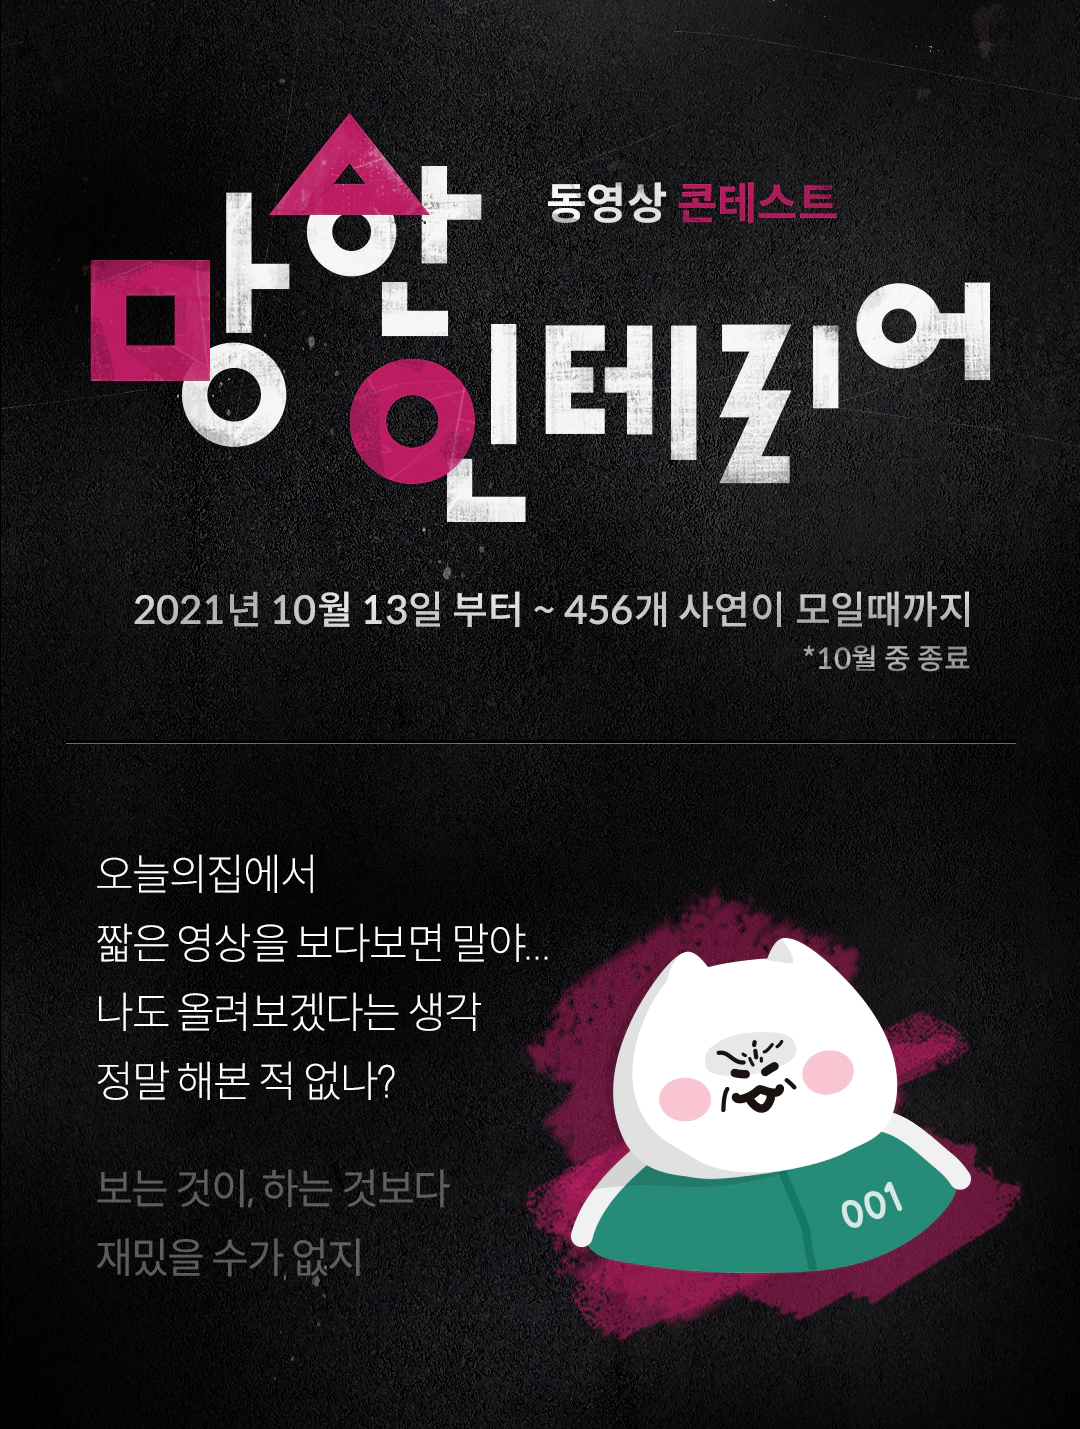 동영상 콘테스트
망한
인테리어
2021년 10월 13일 부터 ~ 456개 사연이 모일때까지
*10월 중 종료
오늘의집에서
짧은 영상을 보다보면 말야...
나도 올려보겠다는 생각
정말 해본 적 없나?
보는 것이, 하는 것보다
재밌을 수가 없지
001